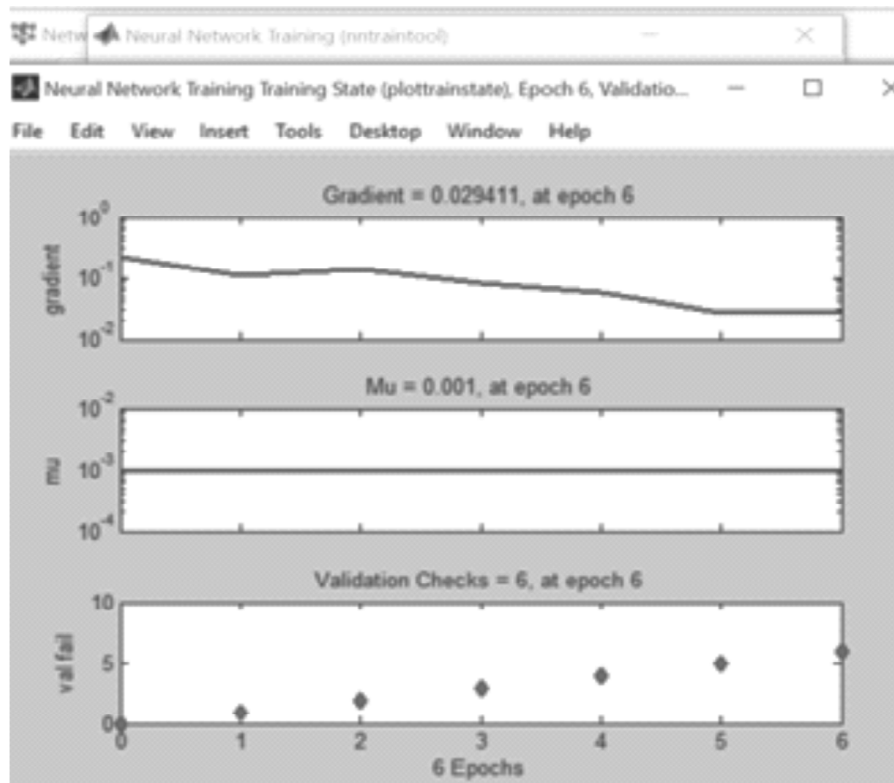 Netw
Neural Network Training (nntraintool)
Neural Network Training Training State (plottrainstate), Epoch 6, Validatio...
File Edit View Insert Tools Desktop Window Help
Gradient = 0.029411, at epoch 6
10^0
10^-1
10^-2
gradient
Mu = 0.001, at epoch 6
10^-2
10^-3
10^-4
mu
Validation Checks = 6, at epoch 6
10
5
0
val fail
0 1 2 3 4 5 6
6 Epochs